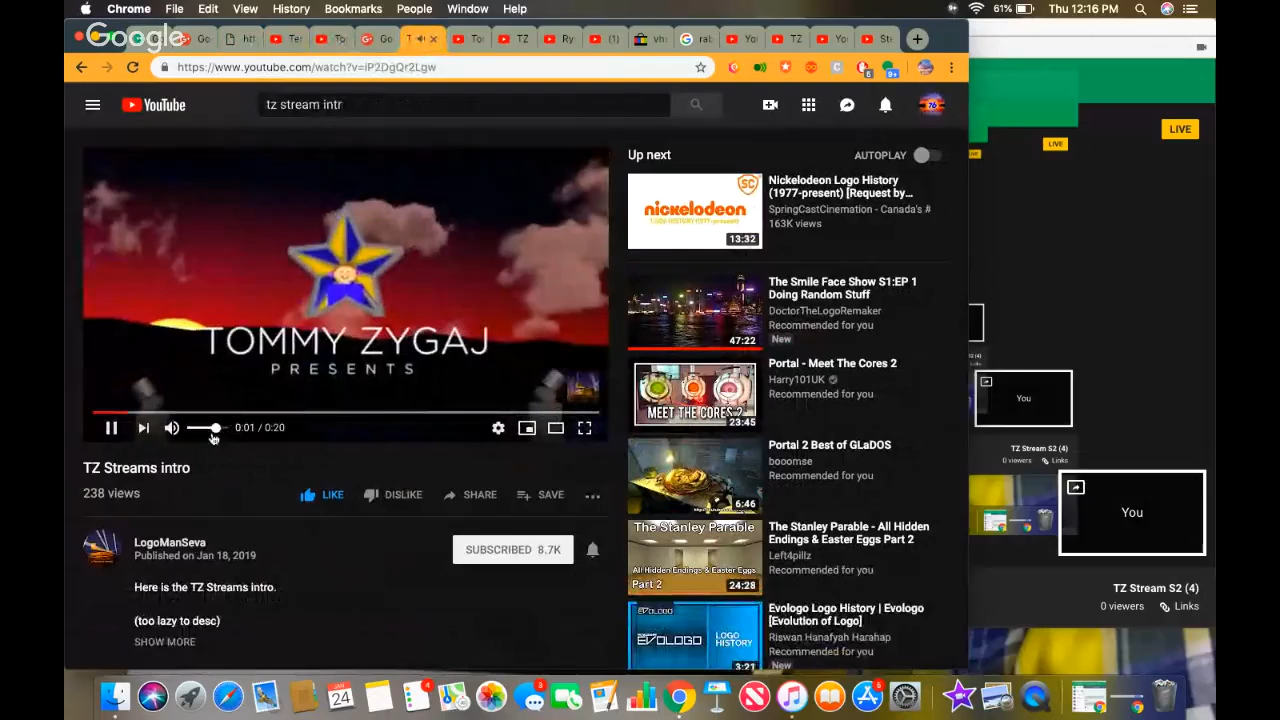 Chrome File Edit View History Bookmarks People Window Help
61% Thu 12:16 PM
Google
https://www.youtube.com/watch?v=iP2DgQr2Lgw
YouTube
tz stream intr
TOMMY ZYGAJ
PRESENTS
0:01 / 0:20
TZ Streams intro
238 views
LIKE DISLIKE SHARE SAVE
LogoManSeva
Published on Jan 18, 2019
SUBSCRIBED 8.7K
Here is the TZ Streams intro.
(too lazy to desc)
SHOW MORE
Up next
AUTOPLAY
nickelodeon
13:32
Nickelodeon Logo History
(1977-present) [Request by...
SpringCastCinemation - Canada's #
163K views
47:22
The Smile Face Show S1:EP 1
Doing Random Stuff
DoctorTheLogoRemaker
Recommended for you
New
MEET THE CORES 2
23:45
Portal - Meet The Cores 2
Harry101UK
Recommended for you
6:46
Portal 2 Best of GLaDOS
booomse
Recommended for you
The Stanley Parable
All Hidden Endings & Easter Eggs
Part 2
24:28
The Stanley Parable - All Hidden
Endings & Easter Eggs Part 2
Left4pillz
Recommended for you
EVOLOGO
LOGO
HISTORY
3:21
Evologo Logo History | Evologo
[Evolution of Logo]
Riswan Hanafyah Harahap
Recommended for you
New
LIVE
LIVE
LIVE
You
TZ Stream S2 (4)
0 viewers Links
You
TZ Stream S2 (4)
0 viewers Links
JAN
24